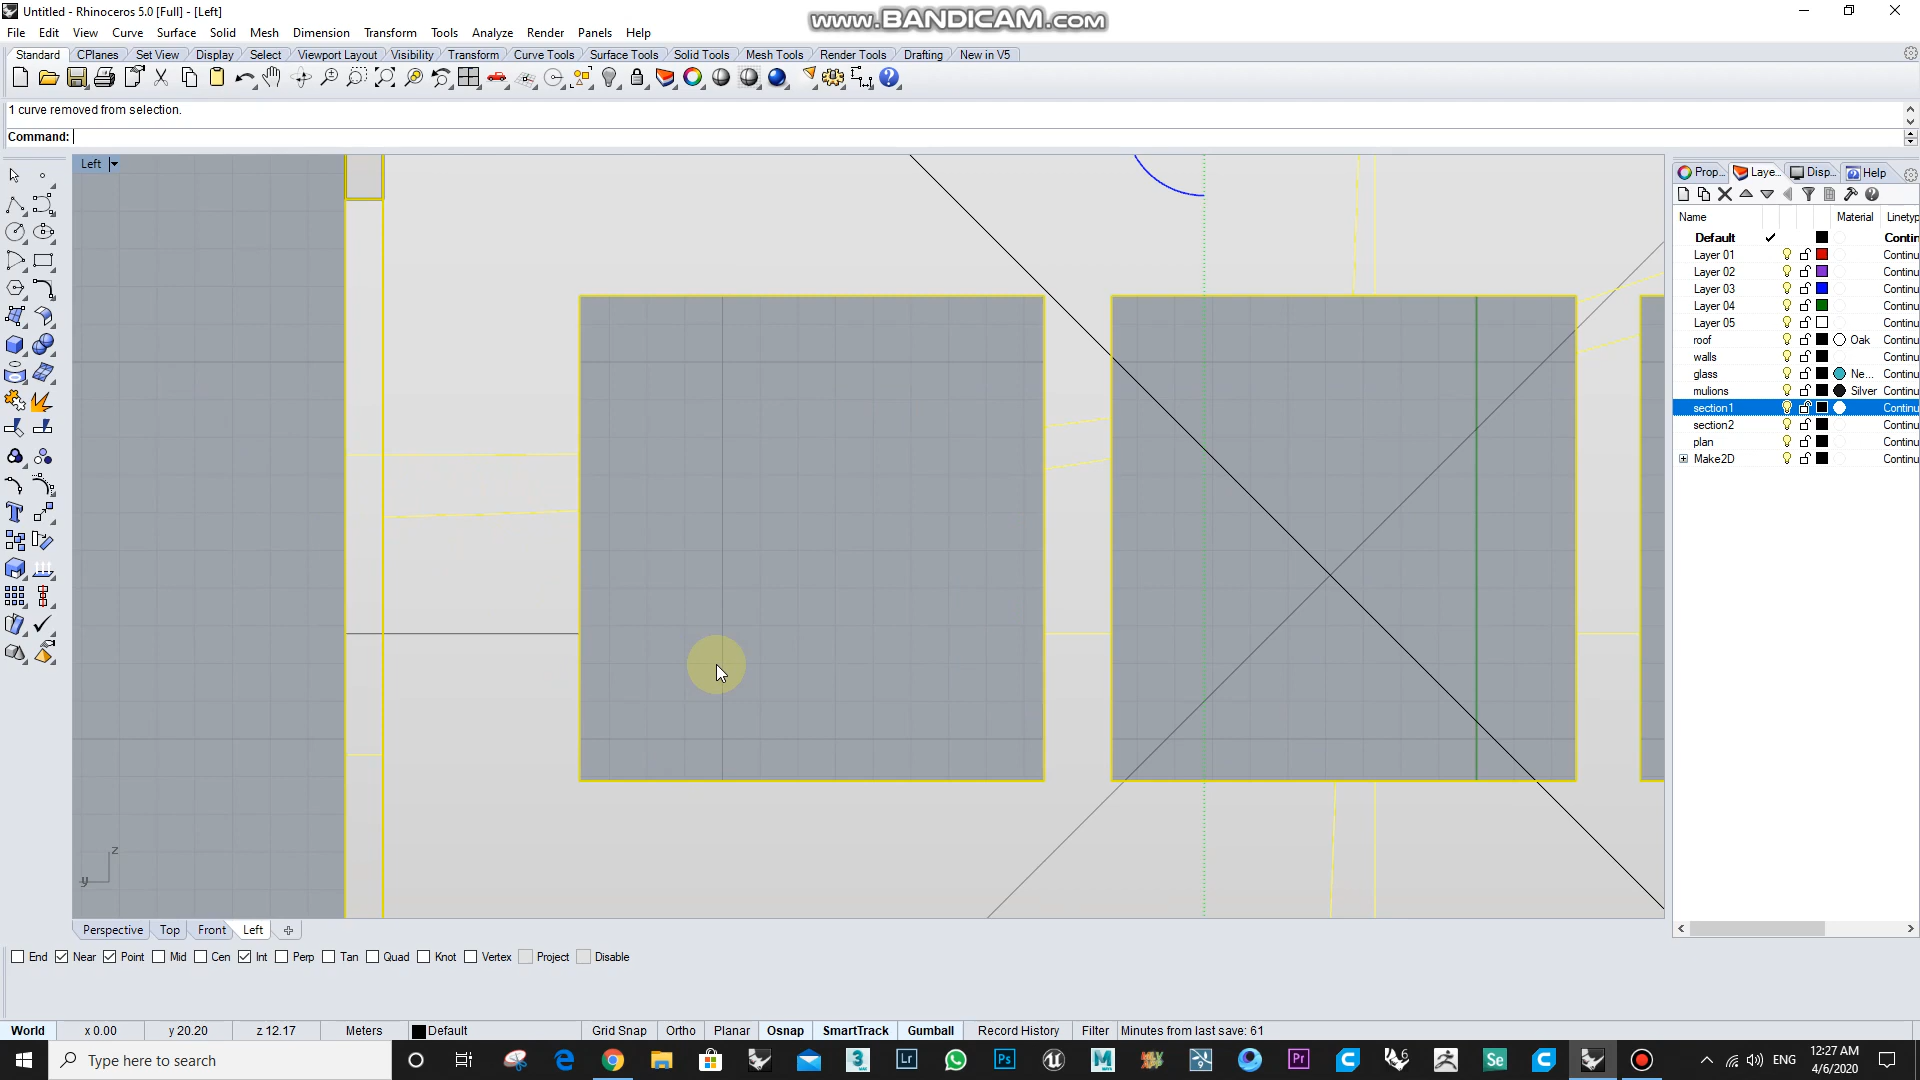 Untitled - Rhinoceros 5.0 [Full] - [Left]
www.BANDICAM.com
File Edit View Curve Surface Solid Mesh Dimension Transform Tools Analyze Render Panels Help
Standard CPlanes Set View Display Select Viewport Layout Visibility Transform Curve Tools Surface Tools Solid Tools Mesh Tools Render Tools Drafting New in V5
1 curve removed from selection.
Command:
Left
Prop... Laye... Disp... Help
Name Material Linetyp
Default Contin
Layer 01 Continu
Layer 02 Continu
Layer 03 Continu
Layer 04 Continu
Layer 05 Continu
roof Oak Continu
walls Continu
glass Ne... Continu
mulions Silver Continu
section1 Continu
section2 Continu
plan Continu
Make2D Continu
z
y
Perspective Top Front Left
End Near Point Mid Cen Int Perp Tan Quad Knot Vertex Project Disable
World x 0.00 y 20.20 z 12.17 Meters Default Grid Snap Ortho Planar Osnap SmartTrack Gumball Record History Filter Minutes from last save: 61
Type here to search
3
Lr
Ps
M
Pr
6
Se
ENG
12:27 AM
4/6/2020